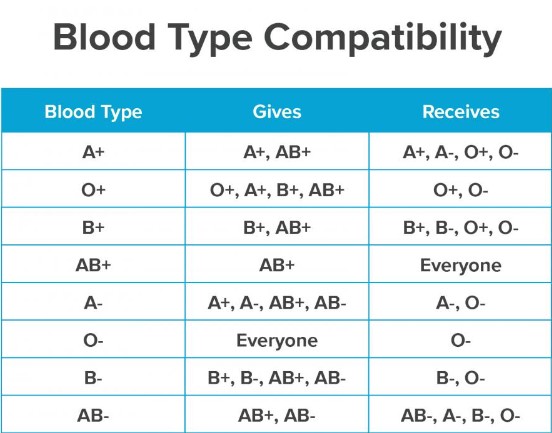 Blood Type Compatibility
Blood Type Gives Receives
A+ A+, AB+ A+, A-, O+, O-
O+ O+, A+, B+, AB+ O+, O-
B+ B+, AB+ B+, B-, O+, O-
AB+ AB+ Everyone
A- A+, A-, AB+, AB- A-, O-
O- Everyone O-
B- B+, B-, AB+, AB- B-, O-
AB- AB+, AB- AB-, A-, B-, O-